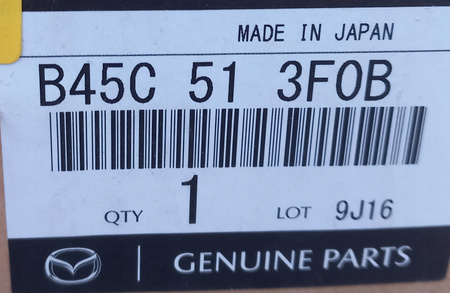 MADE IN JAPAN
B45C 51 3F0B
QTY 1 LOT 9J16
GENUINE PARTS